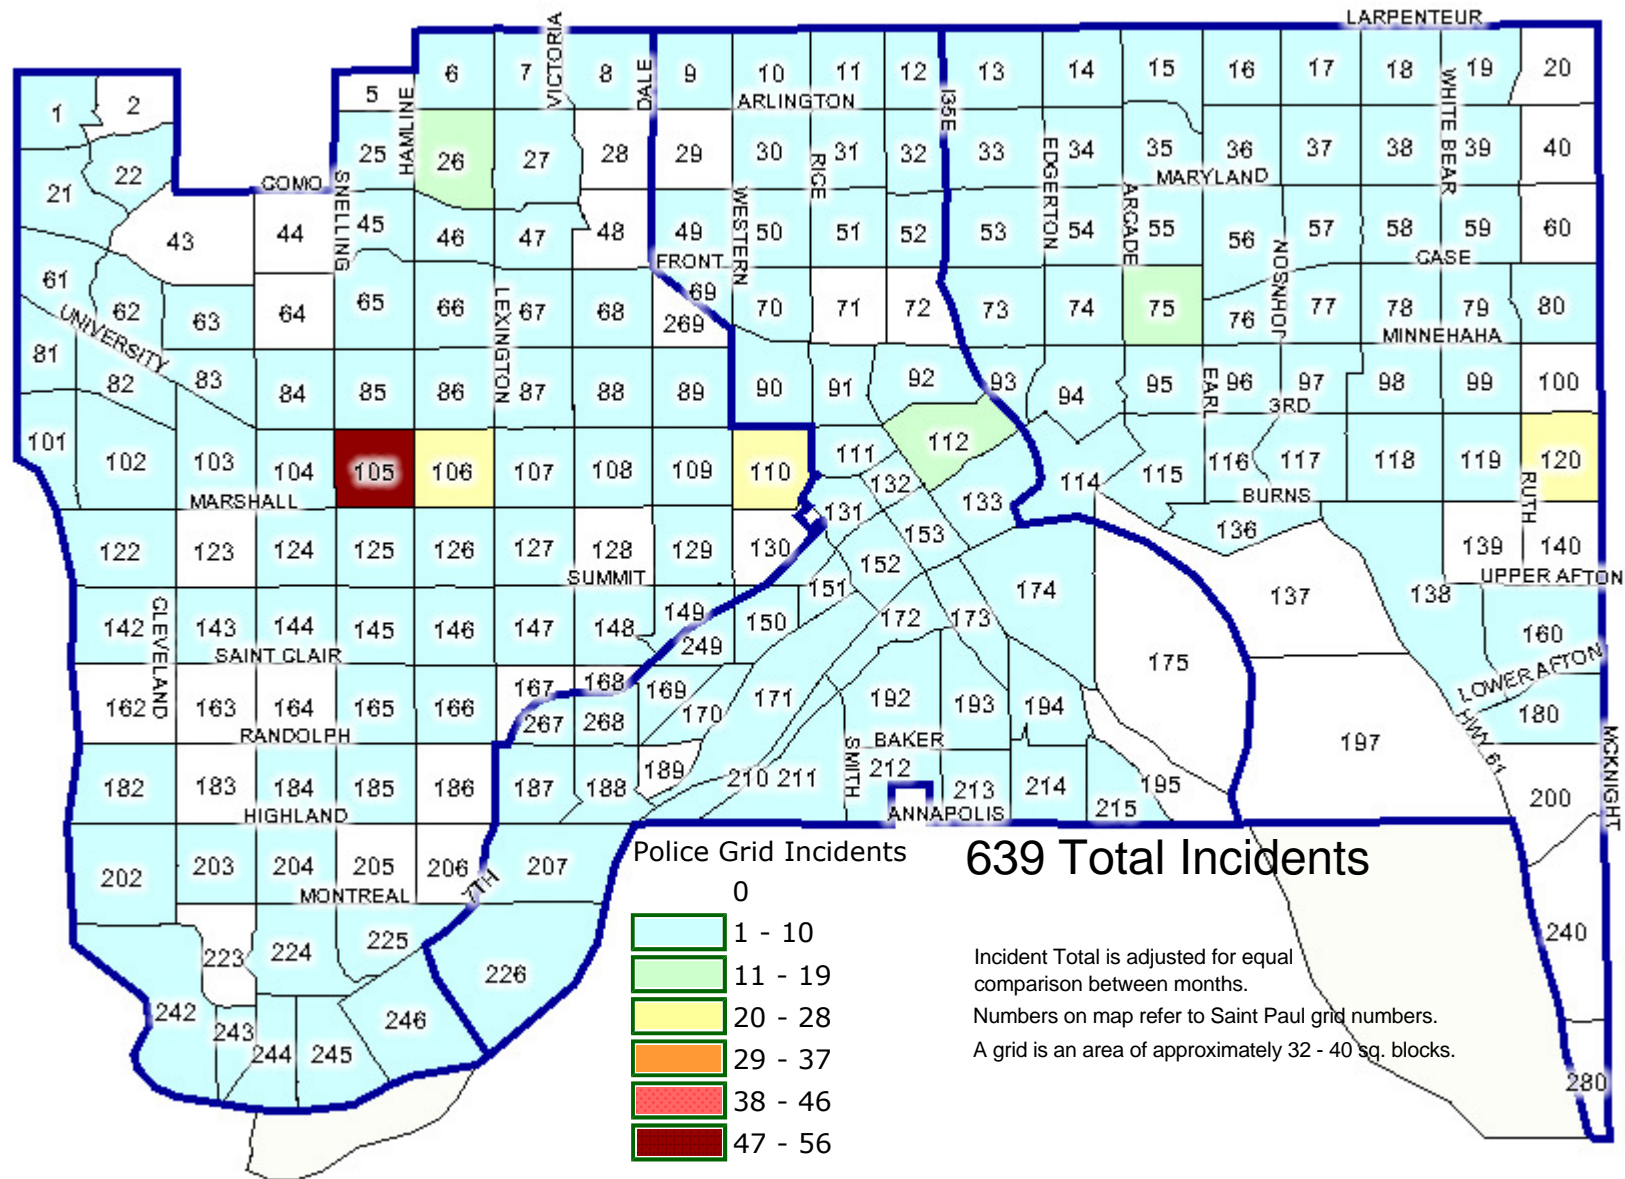 LARPENTEUR
1 2 5 6 7 VICTORIA 8 DALE 9 10 11 12 I35E 13 14 15 16 17 18 WHITE BEAR 19 20
ARLINGTON
21 22 25 HAMLINE 26 27 28 29 30 RICE 31 32 33 EDGERTON 34 35 36 37 38 39 40
COMO SNELLING MARYLAND
43 44 45 46 47 48 49 WESTERN 50 51 52 53 54 ARCADE 55 56 JOHNSON 57 58 59 60
FRONT CASE
61 62 63 64 65 66 LEXINGTON 67 68 69 269 70 71 72 73 74 75 76 77 78 79 80
UNIVERSITY MINNEHAHA
81 82 83 84 85 86 87 88 89 90 91 92 93 94 95 EARL 96 97 98 99 100
3RD
101 102 103 104 105 106 107 108 109 110 111 112 114 115 116 117 118 119 120
MARSHALL 132 133 BURNS RUTH
122 123 124 125 126 127 128 129 130 131 152 153 136 139 140
SUMMIT 151 174 137 138 UPPER AFTON
142 CLEVELAND 143 144 145 146 147 148 149 249 150 172 173 175 160
SAINT CLAIR LOWER AFTON
162 163 164 165 166 167 267 168 268 169 170 171 192 193 194 197 HWY 61 180
RANDOLPH SMITH BAKER MCKNIGHT
182 183 184 185 186 187 188 189 210 211 212 213 214 215 195 200
HIGHLAND ANNAPOLIS
202 203 204 205 206 7TH 207
MONTREAL
223 224 225 226 240
242 243 244 245 246 280
Police Grid Incidents
0
1 - 10
11 - 19
20 - 28
29 - 37
38 - 46
47 - 56
639 Total Incidents
Incident Total is adjusted for equal
comparison between months.
Numbers on map refer to Saint Paul grid numbers.
A grid is an area of approximately 32 - 40 sq. blocks.